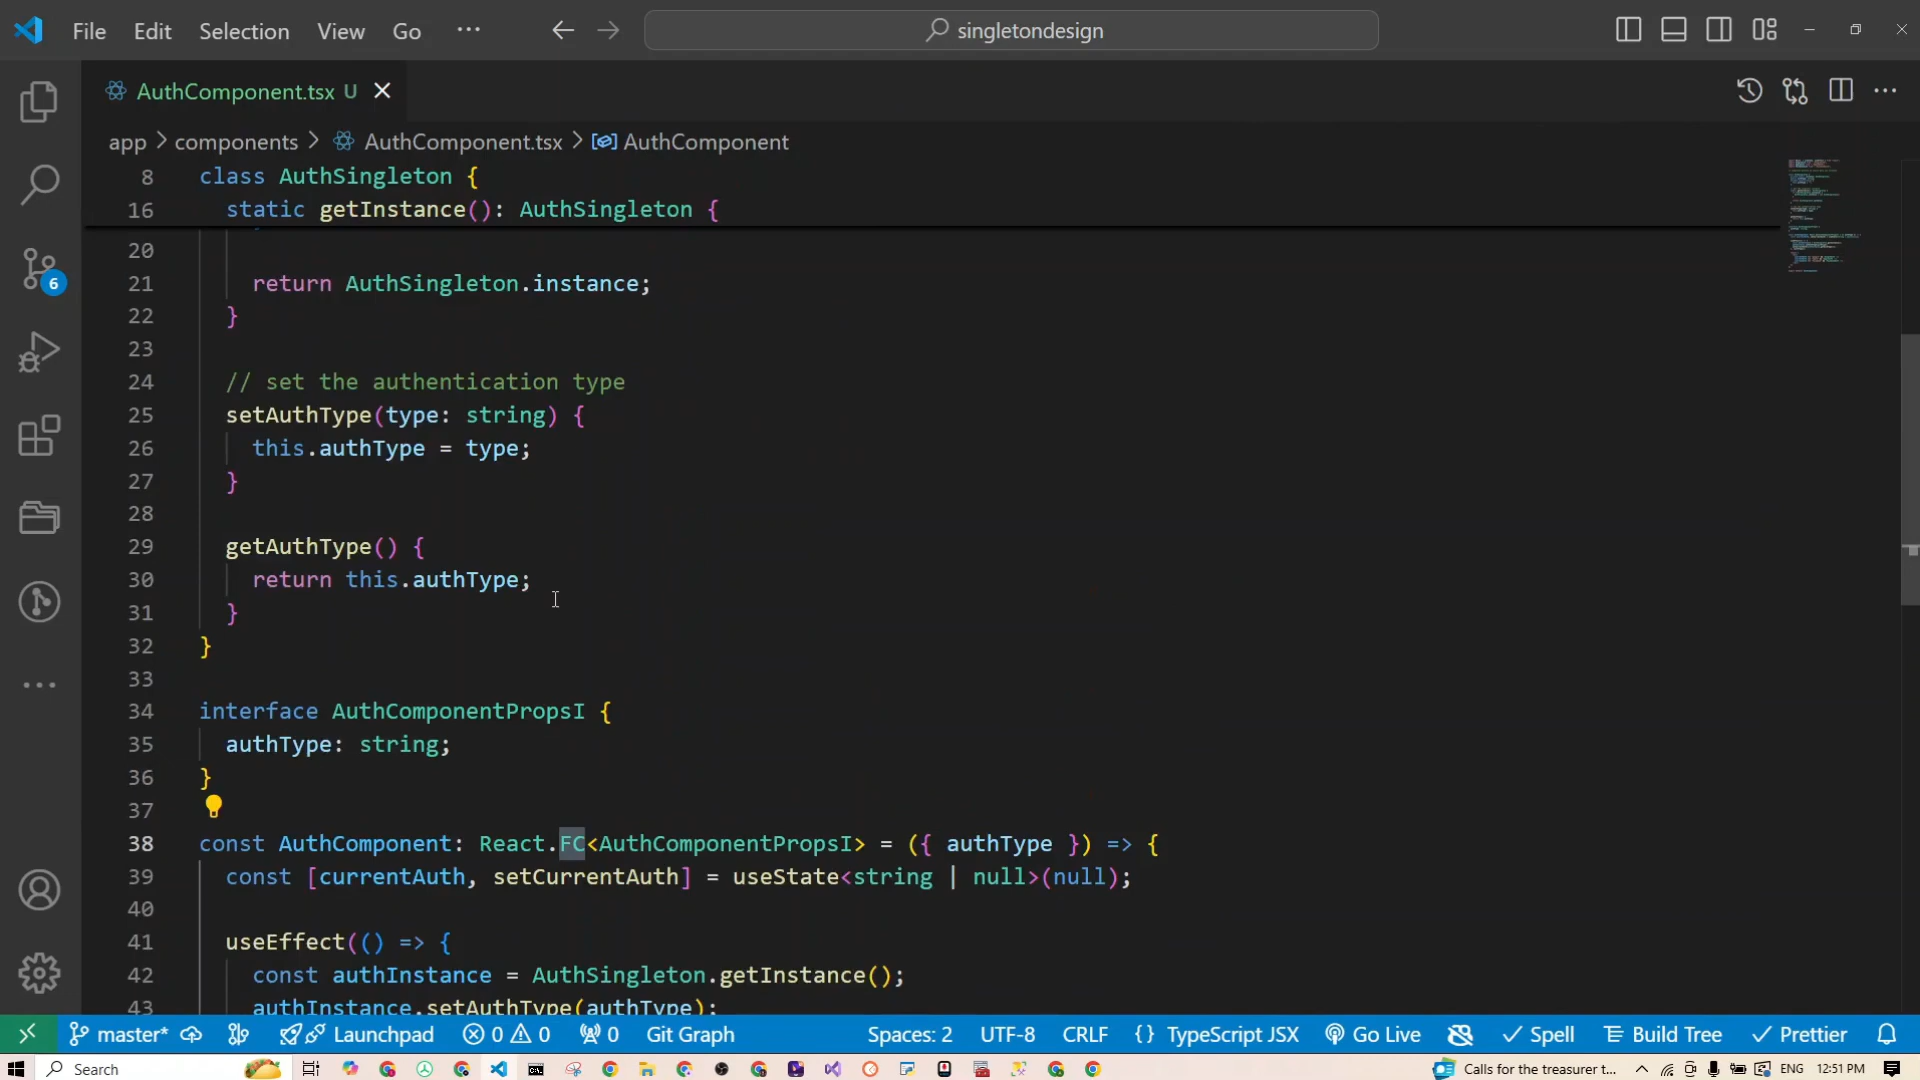 File Edit Selection View Go ··· singletondesign
AuthComponent.tsx U
app > components > AuthComponent.tsx > AuthComponent
8 class AuthSingleton {
16 static getInstance(): AuthSingleton {
20
21 return AuthSingleton.instance;
22 }
23
24 // set the authentication type
25 setAuthType(type: string) {
26 this.authType = type;
27 }
28
29 getAuthType() {
30 return this.authType;
31 }
32 }
33
34 interface AuthComponentPropsI {
35 authType: string;
36 }
37
38 const AuthComponent: React.FC<AuthComponentPropsI> = ({ authType }) => {
39 const [currentAuth, setCurrentAuth] = useState<string | null>(null);
40
41 useEffect(() => {
42 const authInstance = AuthSingleton.getInstance();
43 authInstance.setAuthType(authType);
6
master* Launchpad 0 0 0 Git Graph Spaces: 2 UTF-8 CRLF {} TypeScript JSX Go Live Spell Build Tree Prettier
Search Calls for the treasurer t... ENG 12:51 PM